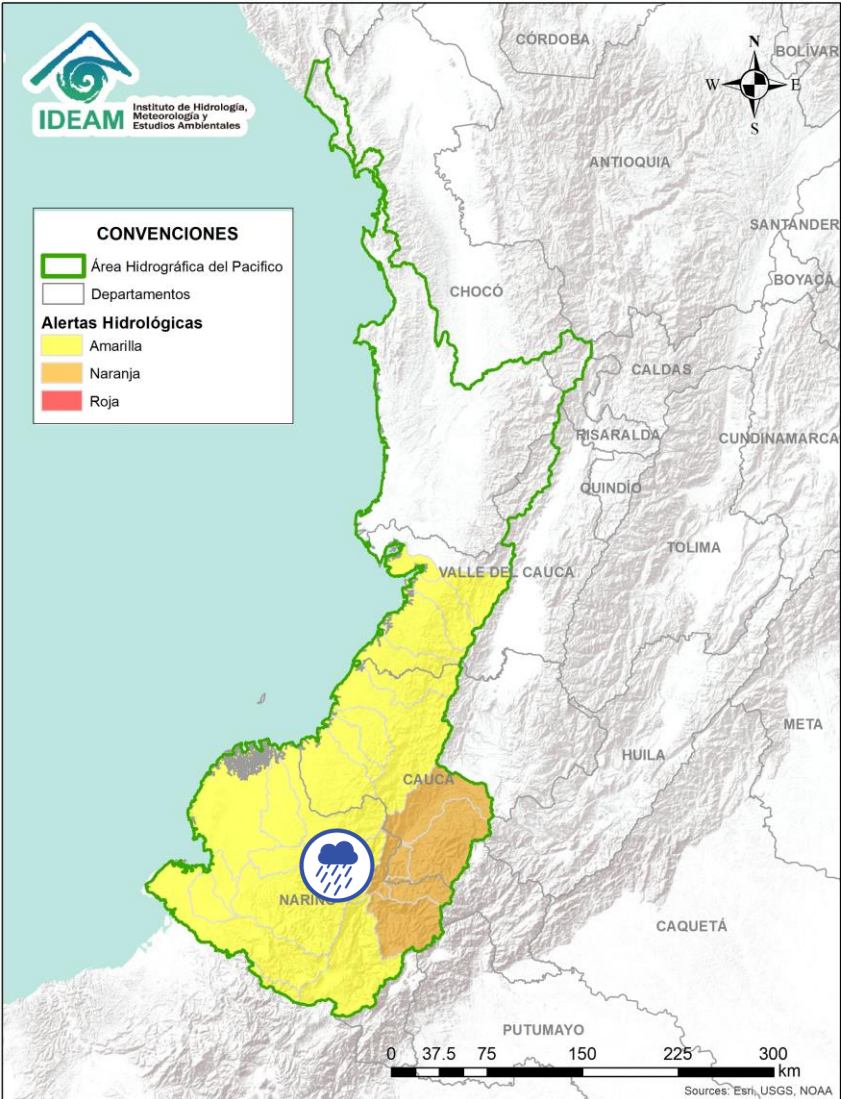 IDEAM
Instituto de Hidrología,
Meteorología y
Estudios Ambientales
N
W
E
S
CÓRDOBA
BOLÍVAR
ANTIOQUIA
SANTANDER
BOYACÁ
CONVENCIONES
Área Hidrográfica del Pacifico
Departamentos
Alertas Hidrológicas
Amarilla
Naranja
Roja
CHOCÓ
CALDAS
RISARALDA
CUNDINAMARCA
QUINDÍO
TOLIMA
VALLE DEL CAUCA
META
HUILA
CAUCA
NARIÑO
CAQUETÁ
PUTUMAYO
0 37.5 75 150 225 300
km
Sources: Esri, USGS, NOAA